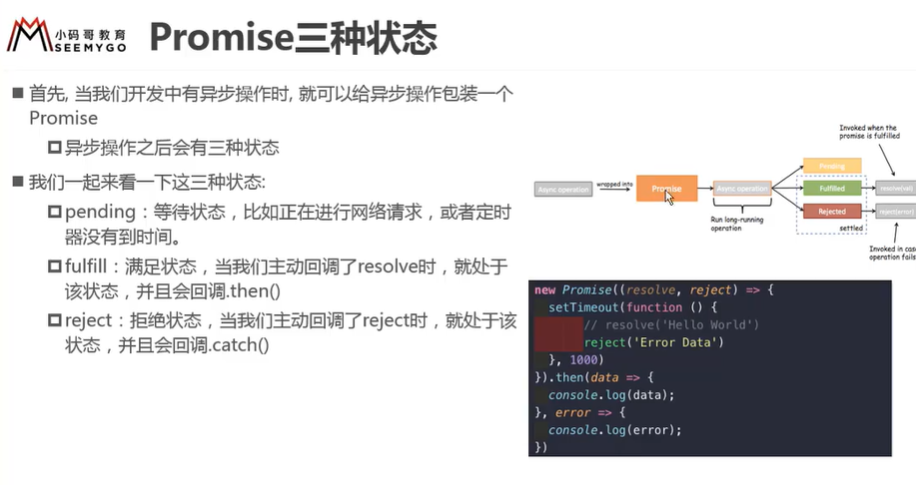 小码哥教育
SEEMYGO
Promise三种状态
■ 首先, 当我们开发中有异步操作时, 就可以给异步操作包装一个
Promise
异步操作之后会有三种状态
■ 我们一起来看一下这三种状态:
pending：等待状态，比如正在进行网络请求，或者定时
器没有到时间。
fulfill：满足状态，当我们主动回调了resolve时，就处于
该状态，并且会回调.then()
reject：拒绝状态，当我们主动回调了reject时，就处于该
状态，并且会回调.catch()
Invoked when the
promise is fulfilled
Async operation
wrapped into
Promise
Async operation
Pending
Fulfilled
Rejected
settled
resolve(val)
reject(error)
Run long-running
operation
Invoked in case
operation fails
new Promise((resolve, reject) => {
setTimeout(function () {
// resolve('Hello World')
reject('Error Data')
}, 1000)
}).then(data => {
console.log(data);
}, error => {
console.log(error);
})